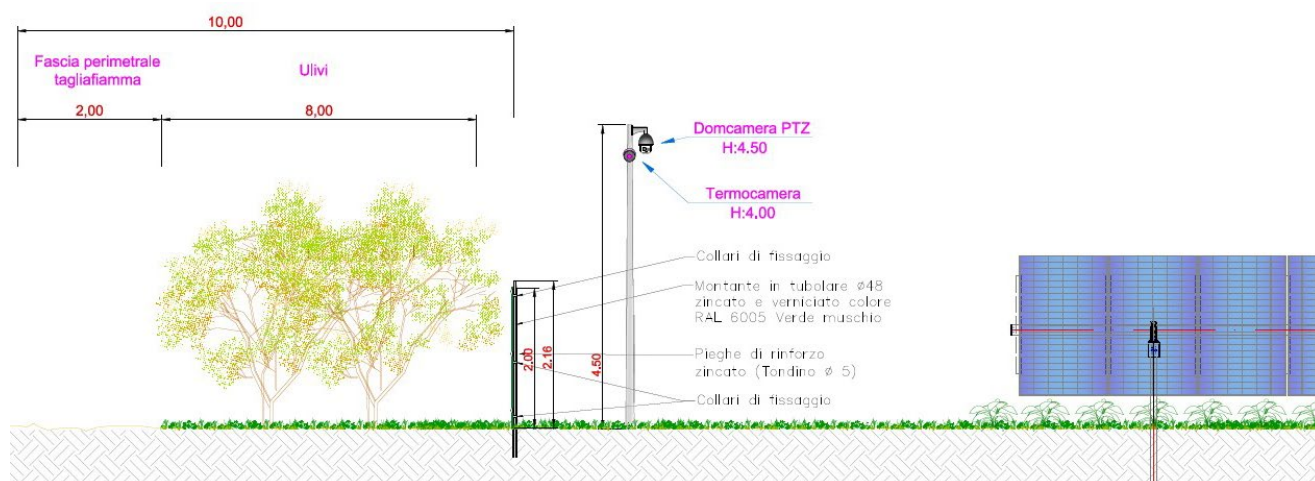 10,00
Fascia perimetrale
tagliafiamma
Ulivi
2,00
8,00
Domcamera PTZ
H:4.50
Termocamera
H:4.00
Collari di fissaggio
Montante in tubolare Ø48
zincato e verniciato colore
RAL 6005 Verde muschio
Pieghe di rinforzo
zincato (Tondino Ø 5)
Collari di fissaggio
2.00
2.16
4.50